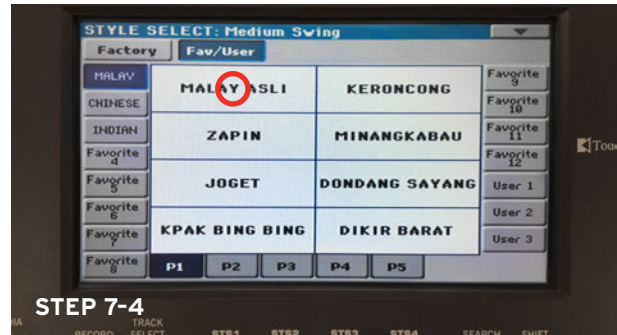 STYLE SELECT: Medium Swing
Factory Fav/User
MALAY
CHINESE
INDIAN
Favorite 4
Favorite 5
Favorite 6
Favorite 7
Favorite 8
MALAY ASLI KERONCONG
ZAPIN MINANGKABAU
JOGET DONDANG SAYANG
KPAK BING BING DIKIR BARAT
Favorite 9
Favorite 10
Favorite 11
Favorite 12
User 1
User 2
User 3
P1 P2 P3 P4 P5
STEP 7-4
TRACK
RECORD SELECT STS1 STS2 STS3 STS4 SEARCH SHIFT